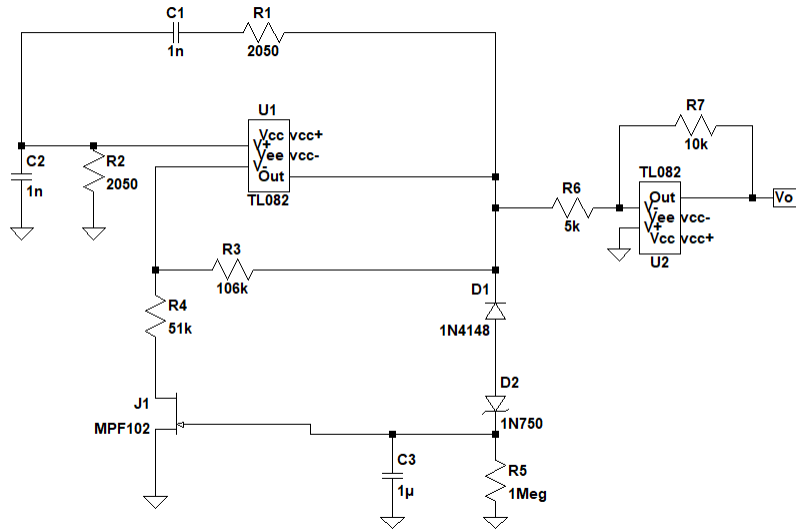 C1
1n
R1
2050
U1
Vcc vcc+
V+
Vee vcc-
V-
Out
TL082
C2
1n
R2
2050
R3
106k
R4
51k
J1
MPF102
D1
1N4148
D2
1N750
C3
1µ
R5
1Meg
R6
5k
R7
10k
TL082
Out
V-
Vee vcc-
V+
Vcc vcc+
U2
Vo